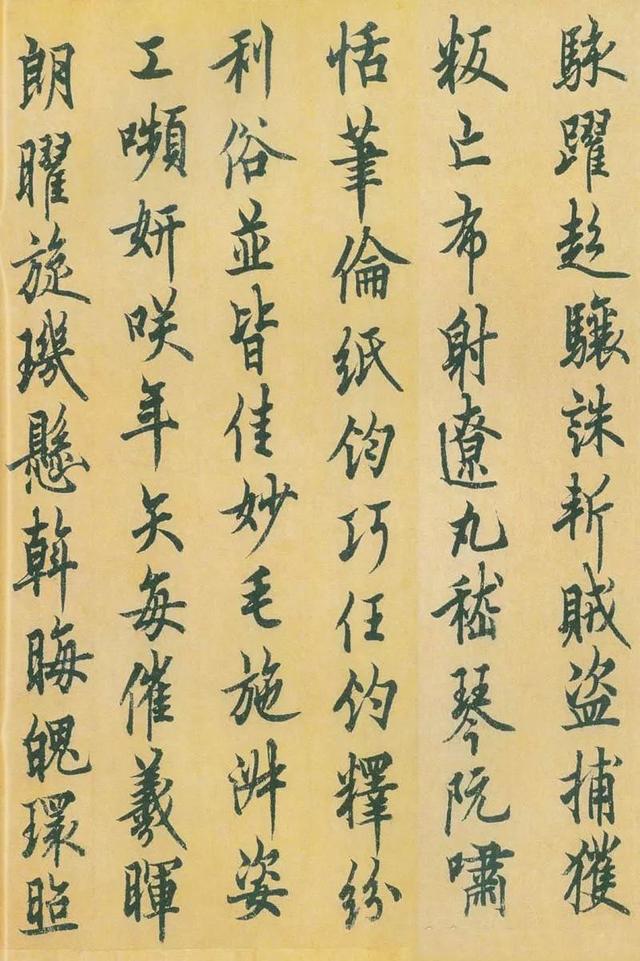 駭躍超驤誅斬賊盜捕獲
叛亡布射遼丸嵇琴阮嘯
恬筆倫紙鈞巧任釣釋紛
利俗並皆佳妙毛施淑姿
工嚬妍咲年矢每催羲暉
朗曜旋璣懸斡晦魄環照